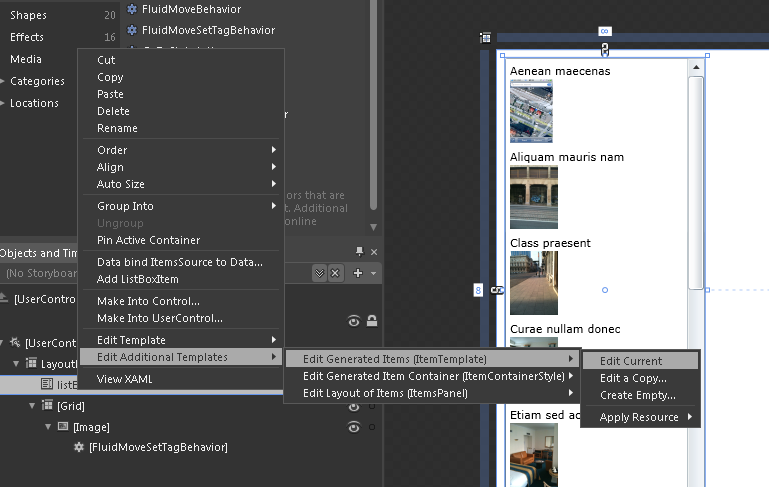 Shapes 20
Effects 16
Media
Categories
Locations
FluidMoveBehavior
FluidMoveSetTagBehavior
ors that are
t. Additional
online
Cut
Copy
Paste
Delete
Rename
Order
Align
Auto Size
Group Into
Ungroup
Pin Active Container
Data bind ItemsSource to Data...
Add ListBoxItem
Make Into Control...
Make Into UserControl...
Edit Template
Edit Additional Templates
View XAML
Edit Generated Items (ItemTemplate)
Edit Generated Item Container (ItemContainerStyle)
Edit Layout of Items (ItemsPanel)
Edit Current
Edit a Copy...
Create Empty...
Apply Resource
Objects and Tim
(No Storyboar
[UserContro
[UserContro
LayoutR
listB
[Grid]
[Image]
[FluidMoveSetTagBehavior]
8
Aenean maecenas
Aliquam mauris nam
Class praesent
Curae nullam donec
Etiam sed ac